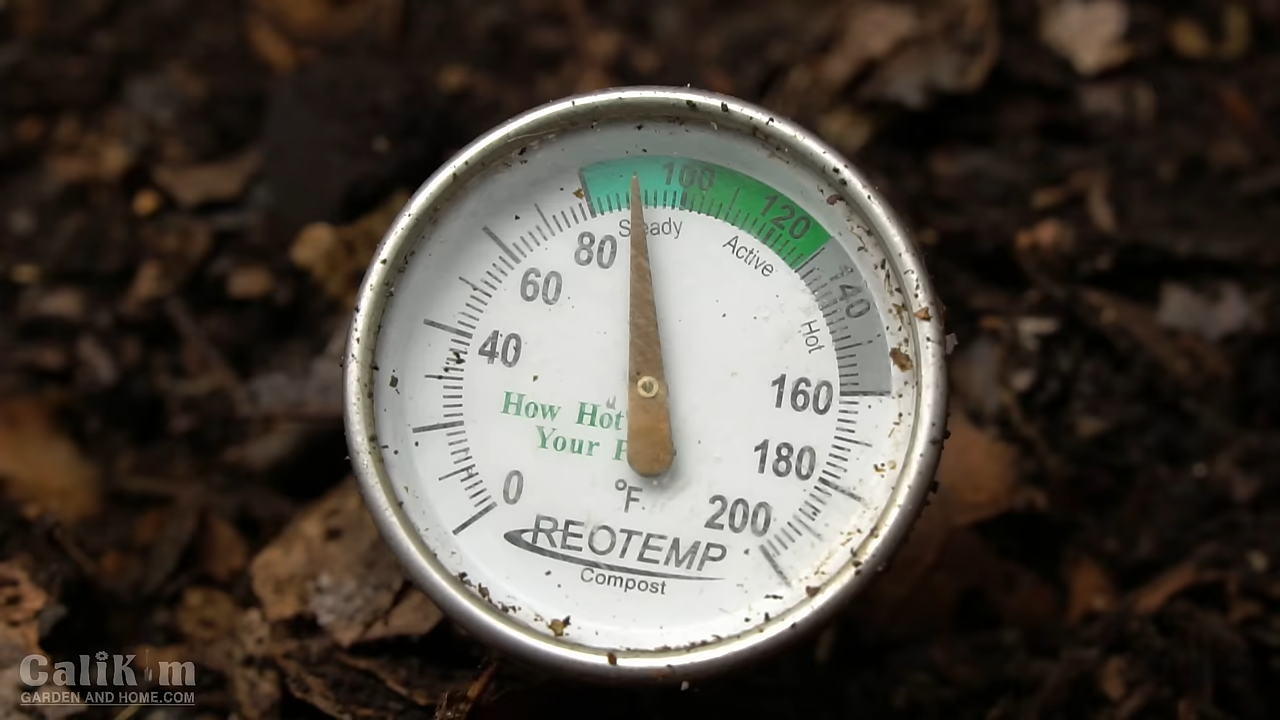 100
120
Steady
Active
80
60
140
Hot
40
160
How Hot
Your
180
0
°F.
200
REOTEMP
Compost
CaliKim
GARDEN AND HOME.COM